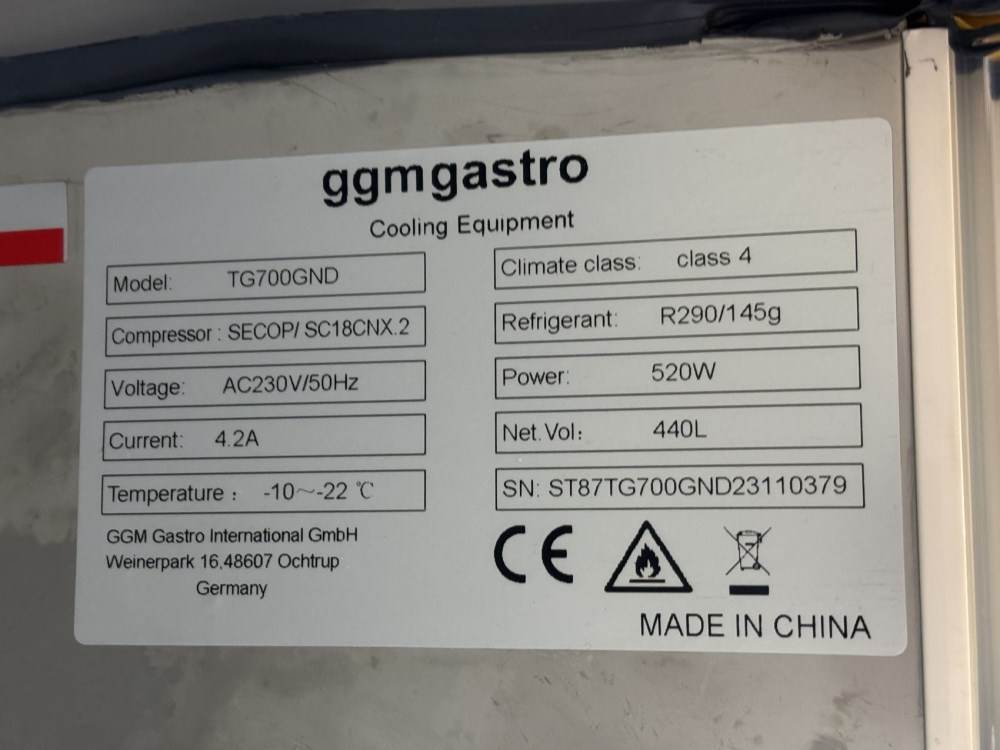 ggmgastro
Cooling Equipment
Model: TG700GND
Compressor : SECOP/ SC18CNX.2
Voltage: AC230V/50Hz
Current: 4.2A
Temperature : -10～-22 ℃
Climate class: class 4
Refrigerant: R290/145g
Power: 520W
Net.Vol: 440L
SN: ST87TG700GND23110379
GGM Gastro International GmbH
Weinerpark 16,48607 Ochtrup
Germany
CE
MADE IN CHINA